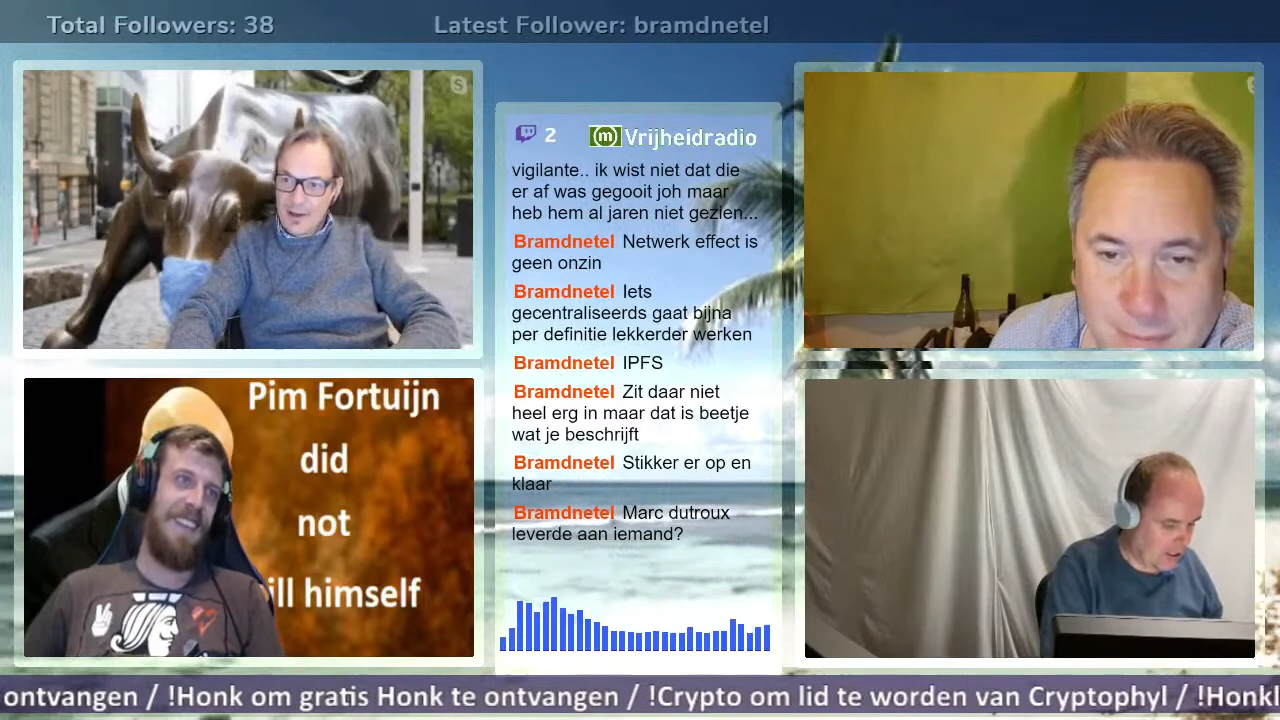 Total Followers: 38
Latest Follower: bramdnetel
2
(m) Vrijheidradio
vigilante.. ik wist niet dat die
er af was gegooit joh maar
heb hem al jaren niet gezien...
Bramdnetel Netwerk effect is
geen onzin
Bramdnetel Iets
gecentraliseerds gaat bijna
per definitie lekkerder werken
Bramdnetel IPFS
Bramdnetel Zit daar niet
heel erg in maar dat is beetje
wat je beschrijft
Bramdnetel Stikker er op en
klaar
Bramdnetel Marc dutroux
leverde aan iemand?
Pim Fortuijn
did
not
ill himself
ontvangen / !Honk om gratis Honk te ontvangen / !Crypto om lid te worden van Cryptophyl / !Honk